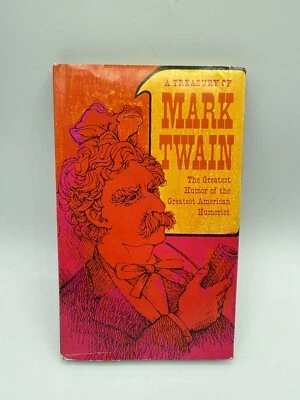 A TREASURY OF
MARK
TWAIN
The Greatest
Humor of the
Greatest American
Humorist